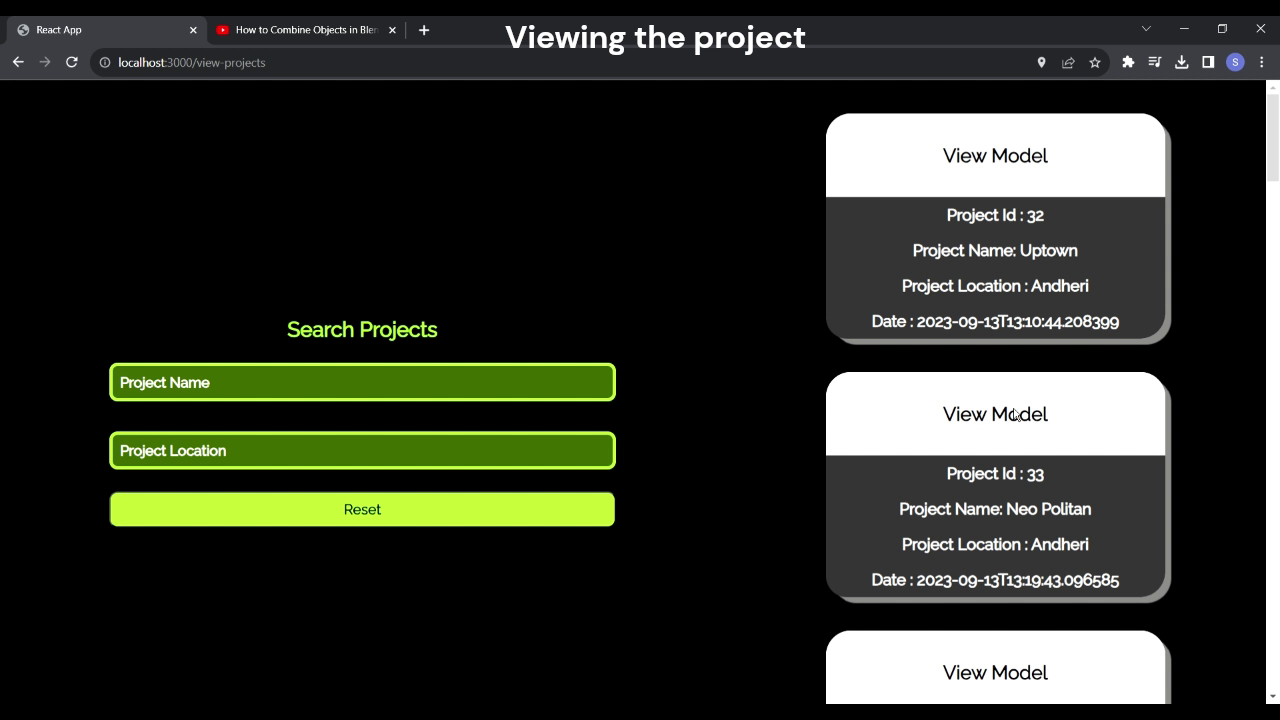 React App
How to Combine Objects in Blen
Viewing the project
localhost:3000/view-projects
S
Search Projects
Project Name
Project Location
Reset
View Model
Project Id : 32
Project Name: Uptown
Project Location : Andheri
Date : 2023-09-13T13:10:44.208399
View Model
Project Id : 33
Project Name: Neo Politan
Project Location : Andheri
Date : 2023-09-13T13:19:43.096585
View Model